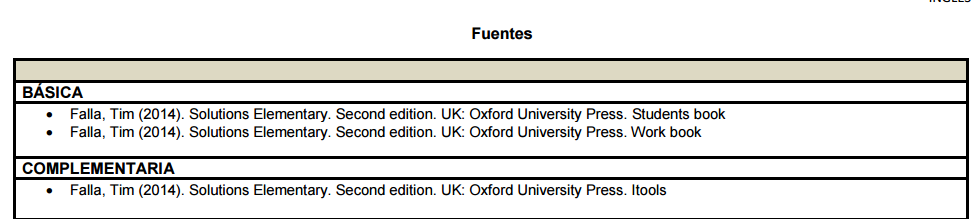 Fuentes
BÁSICA
• Falla, Tim (2014). Solutions Elementary. Second edition. UK: Oxford University Press. Students book
• Falla, Tim (2014). Solutions Elementary. Second edition. UK: Oxford University Press. Work book
COMPLEMENTARIA
• Falla, Tim (2014). Solutions Elementary. Second edition. UK: Oxford University Press. Itools